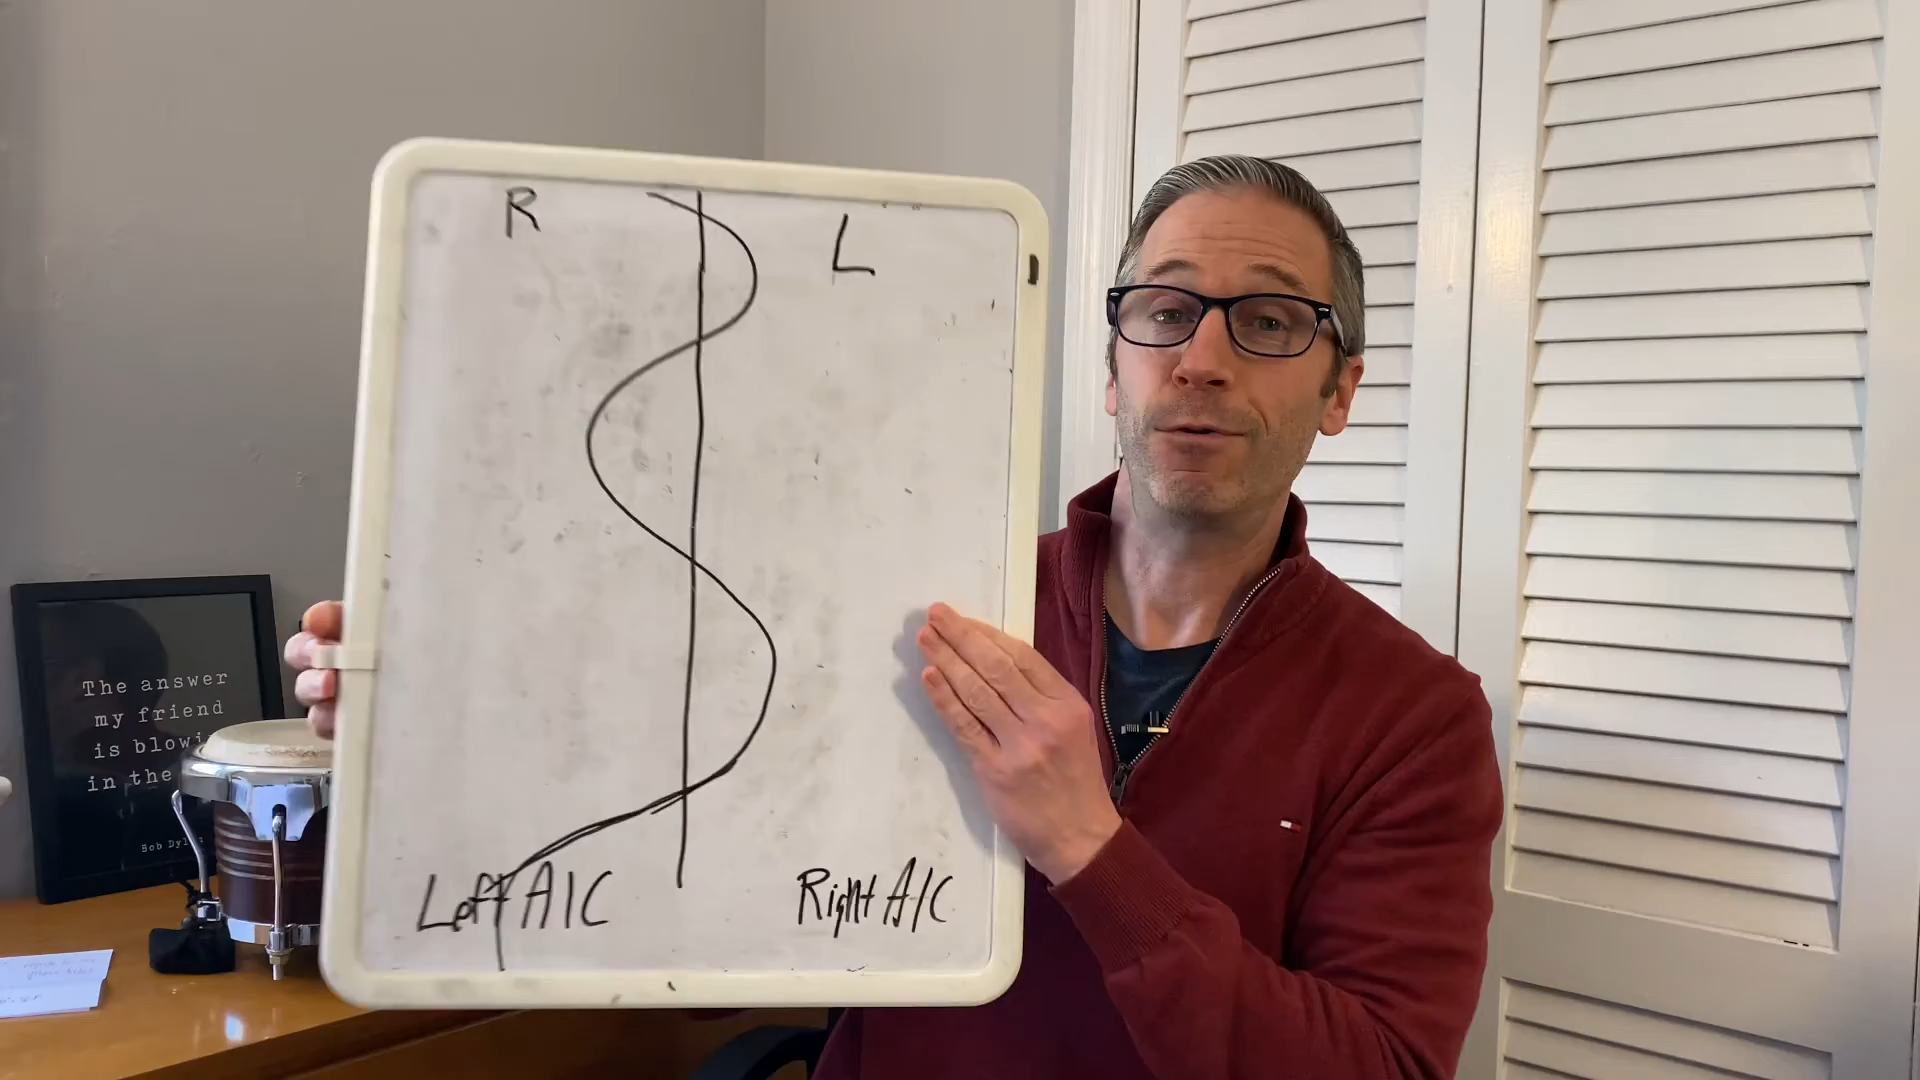 R
L
Left AIC
Right AIC
The answer
my friend
is blowi
in the
Bob Dyl